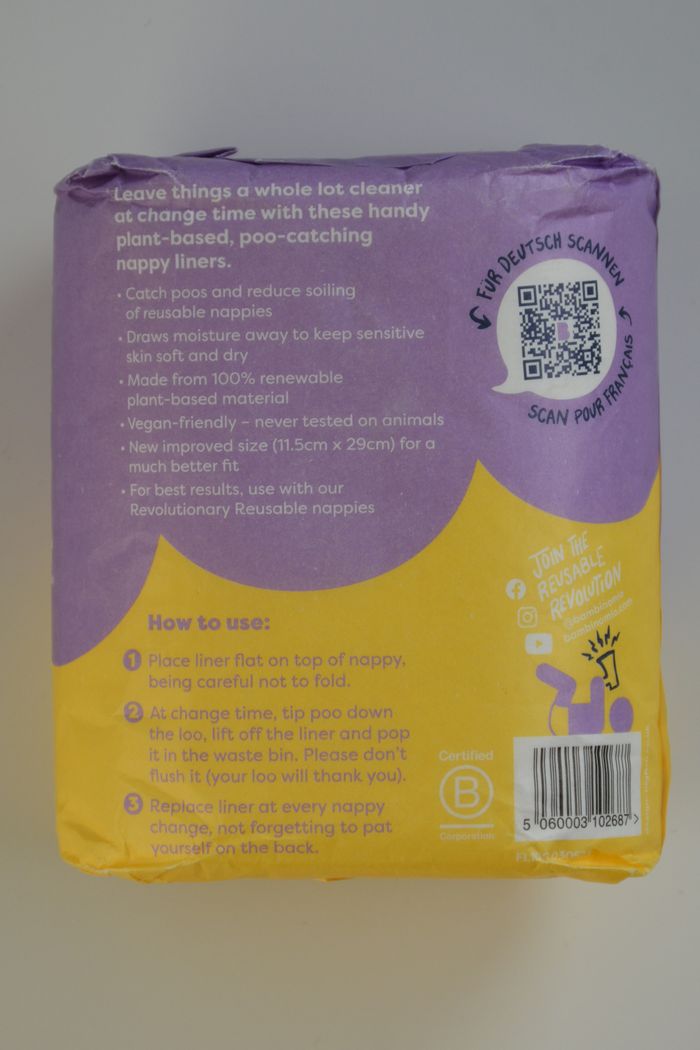 Leave things a whole lot cleaner
at change time with these handy
plant-based, poo-catching
nappy liners.
• Catch poos and reduce soiling
of reusable nappies
• Draws moisture away to keep sensitive
skin soft and dry
• Made from 100% renewable
plant-based material
• Vegan-friendly – never tested on animals
• New improved size (11.5cm x 29cm) for a
much better fit
• For best results, use with our
Revolutionary Reusable nappies
FÜR DEUTSCH SCANNEN
B
SCAN POUR FRANÇAIS
JOIN THE
REUSABLE
REVOLUTION
@bambinomio
bambinomio.com
How to use:
1 Place liner flat on top of nappy,
being careful not to fold.
2 At change time, tip poo down
the loo, lift off the liner and pop
it in the waste bin. Please don't
flush it (your loo will thank you).
3 Replace liner at every nappy
change, not forgetting to pat
yourself on the back.
Certified
B
Corporation
5 060003 102687 >